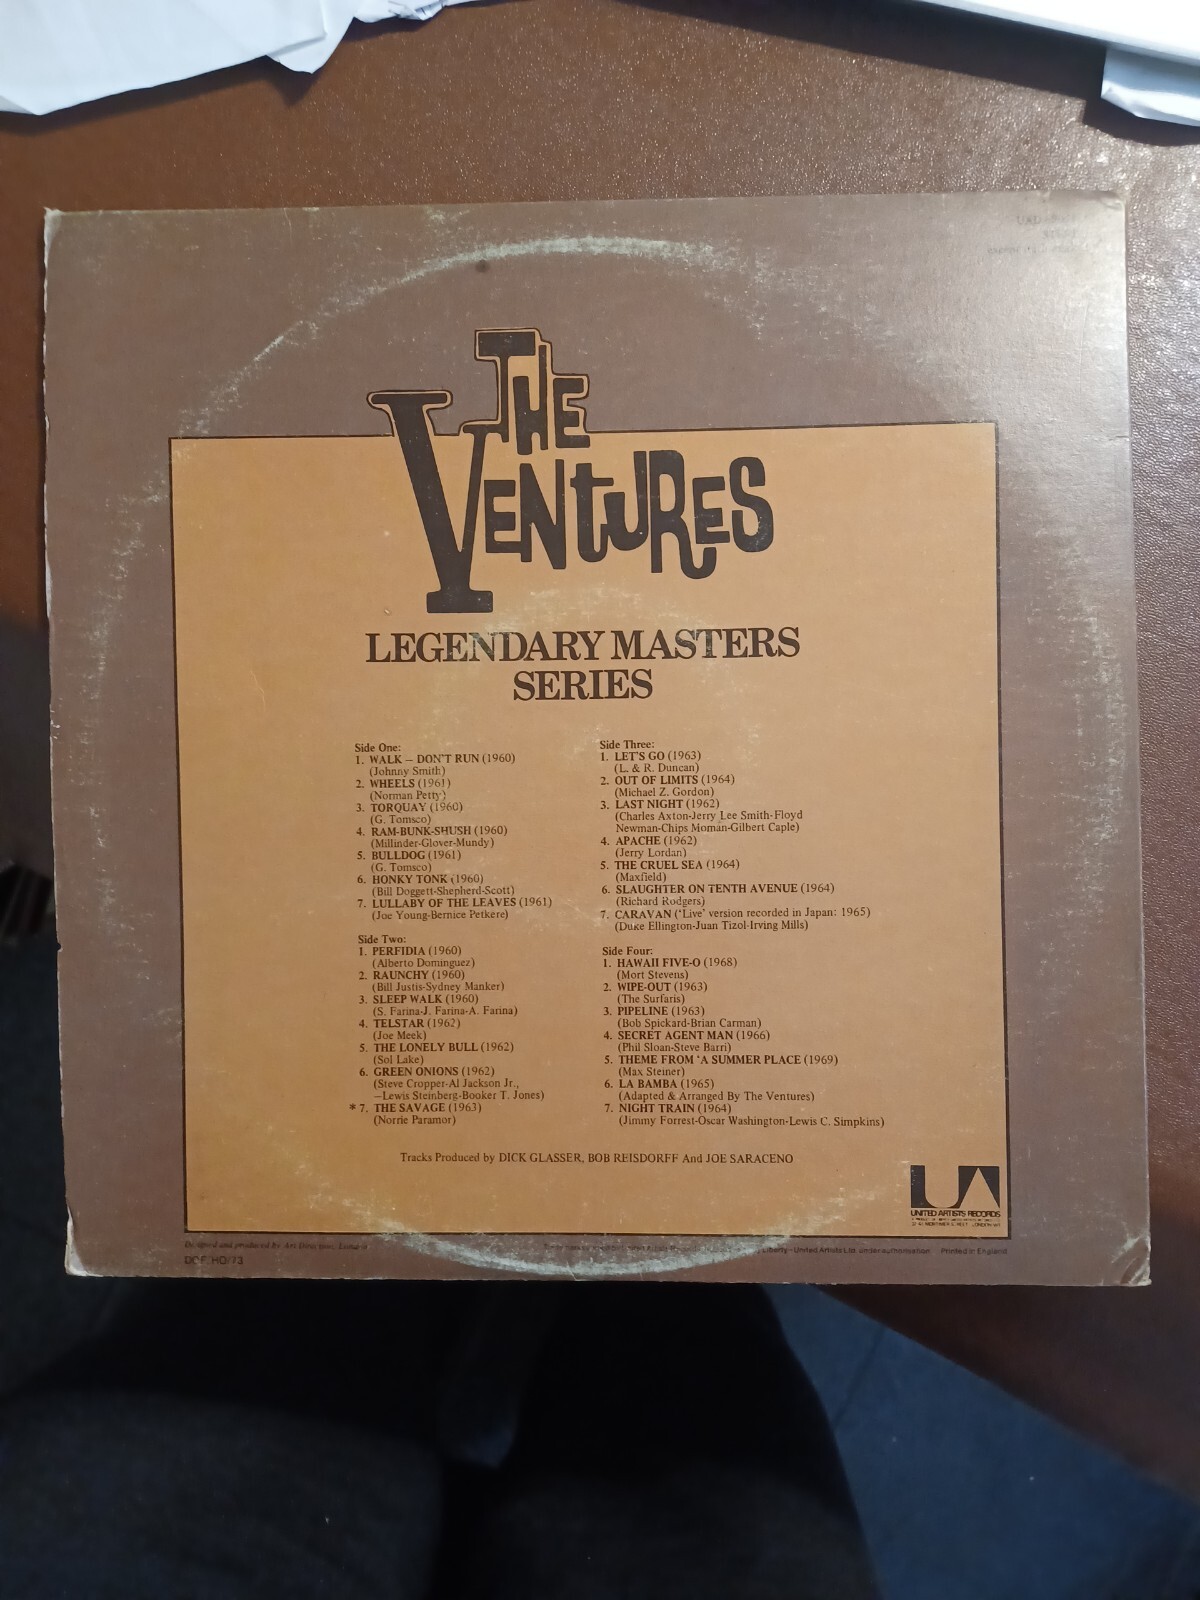 THE
VENTURES
LEGENDARY MASTERS
SERIES
Side One:
1. WALK – DON'T RUN (1960)
(Johnny Smith)
2. WHEELS (1961)
(Norman Petty)
3. TORQUAY (1960)
(G. Tomsco)
4. RAM-BUNK-SHUSH (1960)
(Millinder-Glover-Mundy)
5. BULLDOG (1961)
(G. Tomsco)
6. HONKY TONK (1960)
(Bill Doggett-Shepherd-Scott)
7. LULLABY OF THE LEAVES (1961)
(Joe Young-Bernice Petkere)
Side Two:
1. PERFIDIA (1960)
(Alberto Dominguez)
2. RAUNCHY (1960)
(Bill Justis-Sydney Manker)
3. SLEEP WALK (1960)
(S. Farina-J. Farina-A. Farina)
4. TELSTAR (1962)
(Joe Meek)
5. THE LONELY BULL (1962)
(Sol Lake)
6. GREEN ONIONS (1962)
(Steve Cropper-Al Jackson Jr.,
–Lewis Steinberg-Booker T. Jones)
* 7. THE SAVAGE (1963)
(Norrie Paramor)
Side Three:
1. LET'S GO (1963)
(L. & R. Duncan)
2. OUT OF LIMITS (1964)
(Michael Z. Gordon)
3. LAST NIGHT (1962)
(Charles Axton-Jerry Lee Smith-Floyd
Newman-Chips Moman-Gilbert Caple)
4. APACHE (1962)
(Jerry Lordan)
5. THE CRUEL SEA (1964)
(Maxfield)
6. SLAUGHTER ON TENTH AVENUE (1964)
(Richard Rodgers)
7. CARAVAN ('Live' version recorded in Japan: 1965)
(Duke Ellington-Juan Tizol-Irving Mills)
Side Four:
1. HAWAII FIVE-O (1968)
(Mort Stevens)
2. WIPE-OUT (1963)
(The Surfaris)
3. PIPELINE (1963)
(Bob Spickard-Brian Carman)
4. SECRET AGENT MAN (1966)
(Phil Sloan-Steve Barri)
5. THEME FROM 'A SUMMER PLACE (1969)
(Max Steiner)
6. LA BAMBA (1965)
(Adapted & Arranged By The Ventures)
7. NIGHT TRAIN (1964)
(Jimmy Forrest-Oscar Washington-Lewis C. Simpkins)
Tracks Produced by DICK GLASSER, BOB REISDORFF And JOE SARACENO
UA
UNITED ARTISTS RECORDS
Designed and produced by Art Direction, London
Liberty-United Artists Ltd. under authorisation. Printed in England